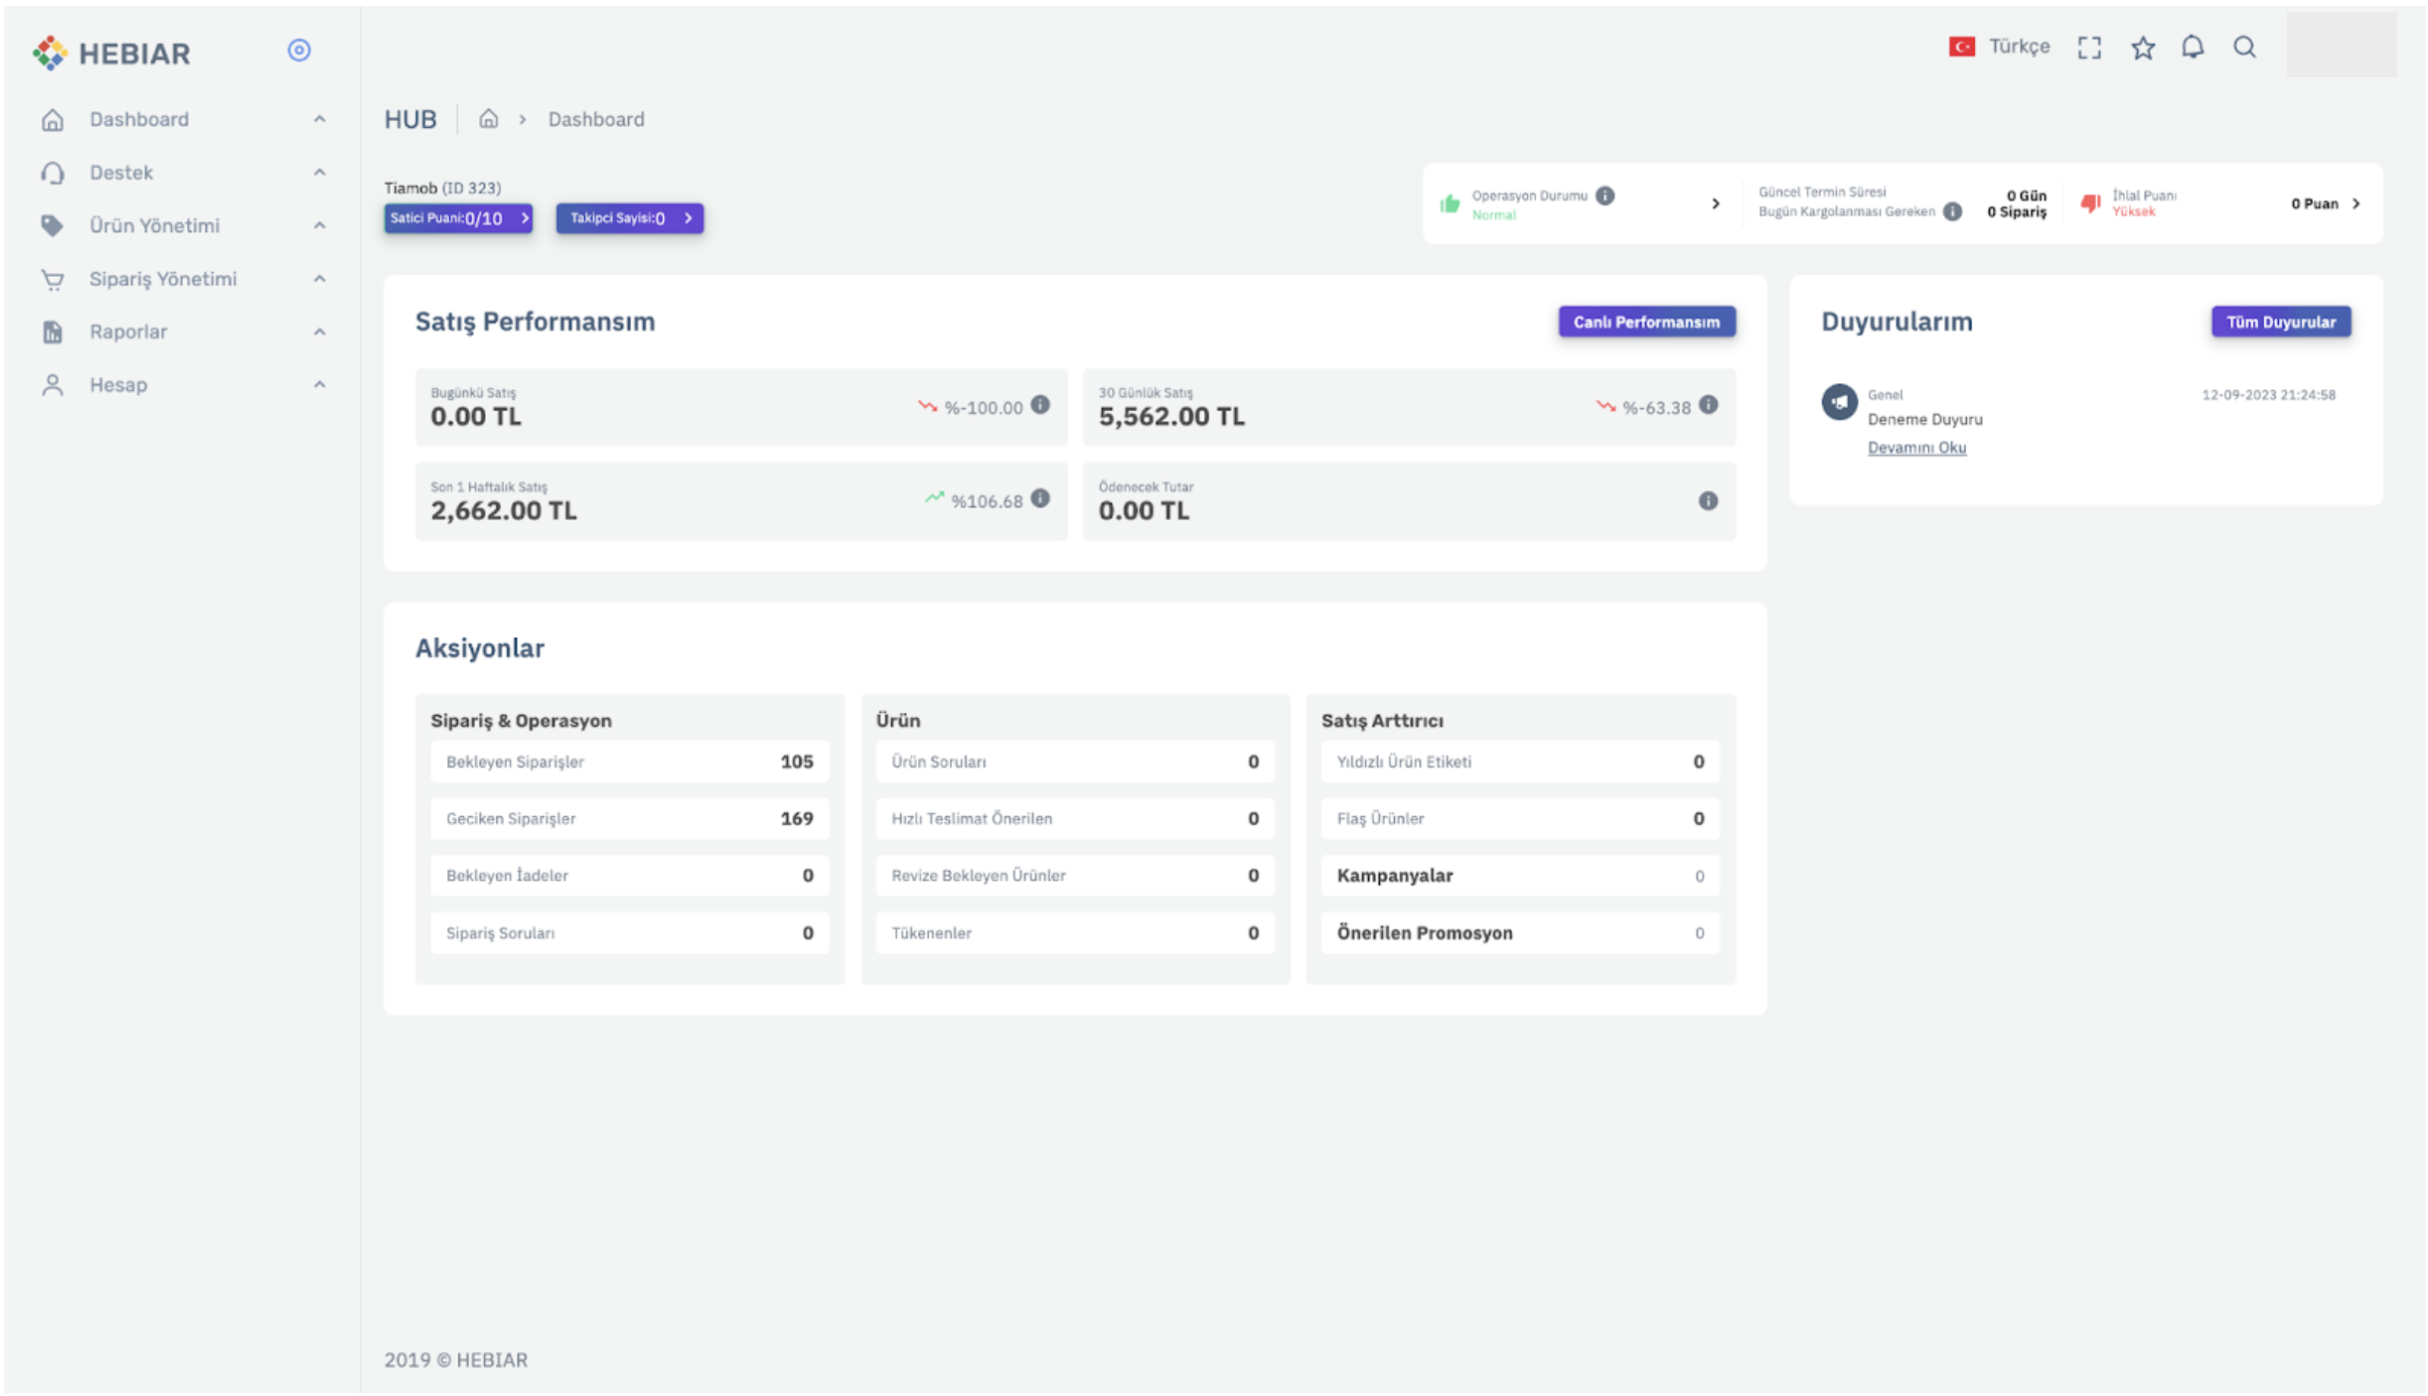 HEBIAR
Dashboard
Destek
Ürün Yönetimi
Sipariş Yönetimi
Raporlar
Hesap
Türkçe
HUB
Dashboard
Tiamob (ID 323)
Satici Puani:0/10
Takipci Sayisi:0
Operasyon Durumu
Normal
Güncel Termin Süresi
0 Gün
Bugün Kargolanması Gereken
0 Sipariş
İhlal Puanı
Yüksek
0 Puan
Satış Performansım
Canlı Performansım
Bugünkü Satış
0.00 TL
%-100.00
30 Günlük Satış
5,562.00 TL
%-63.38
Son 1 Haftalık Satış
2,662.00 TL
%106.68
Ödenecek Tutar
0.00 TL
Duyurularım
Tüm Duyurular
Genel
12-09-2023 21:24:58
Deneme Duyuru
Devamını Oku
Aksiyonlar
Sipariş & Operasyon
Bekleyen Siparişler 105
Geciken Siparişler 169
Bekleyen İadeler 0
Sipariş Soruları 0
Ürün
Ürün Soruları 0
Hızlı Teslimat Önerilen 0
Revize Bekleyen Ürünler 0
Tükenenler 0
Satış Arttırıcı
Yıldızlı Ürün Etiketi 0
Flaş Ürünler 0
Kampanyalar 0
Önerilen Promosyon 0
2019 © HEBIAR